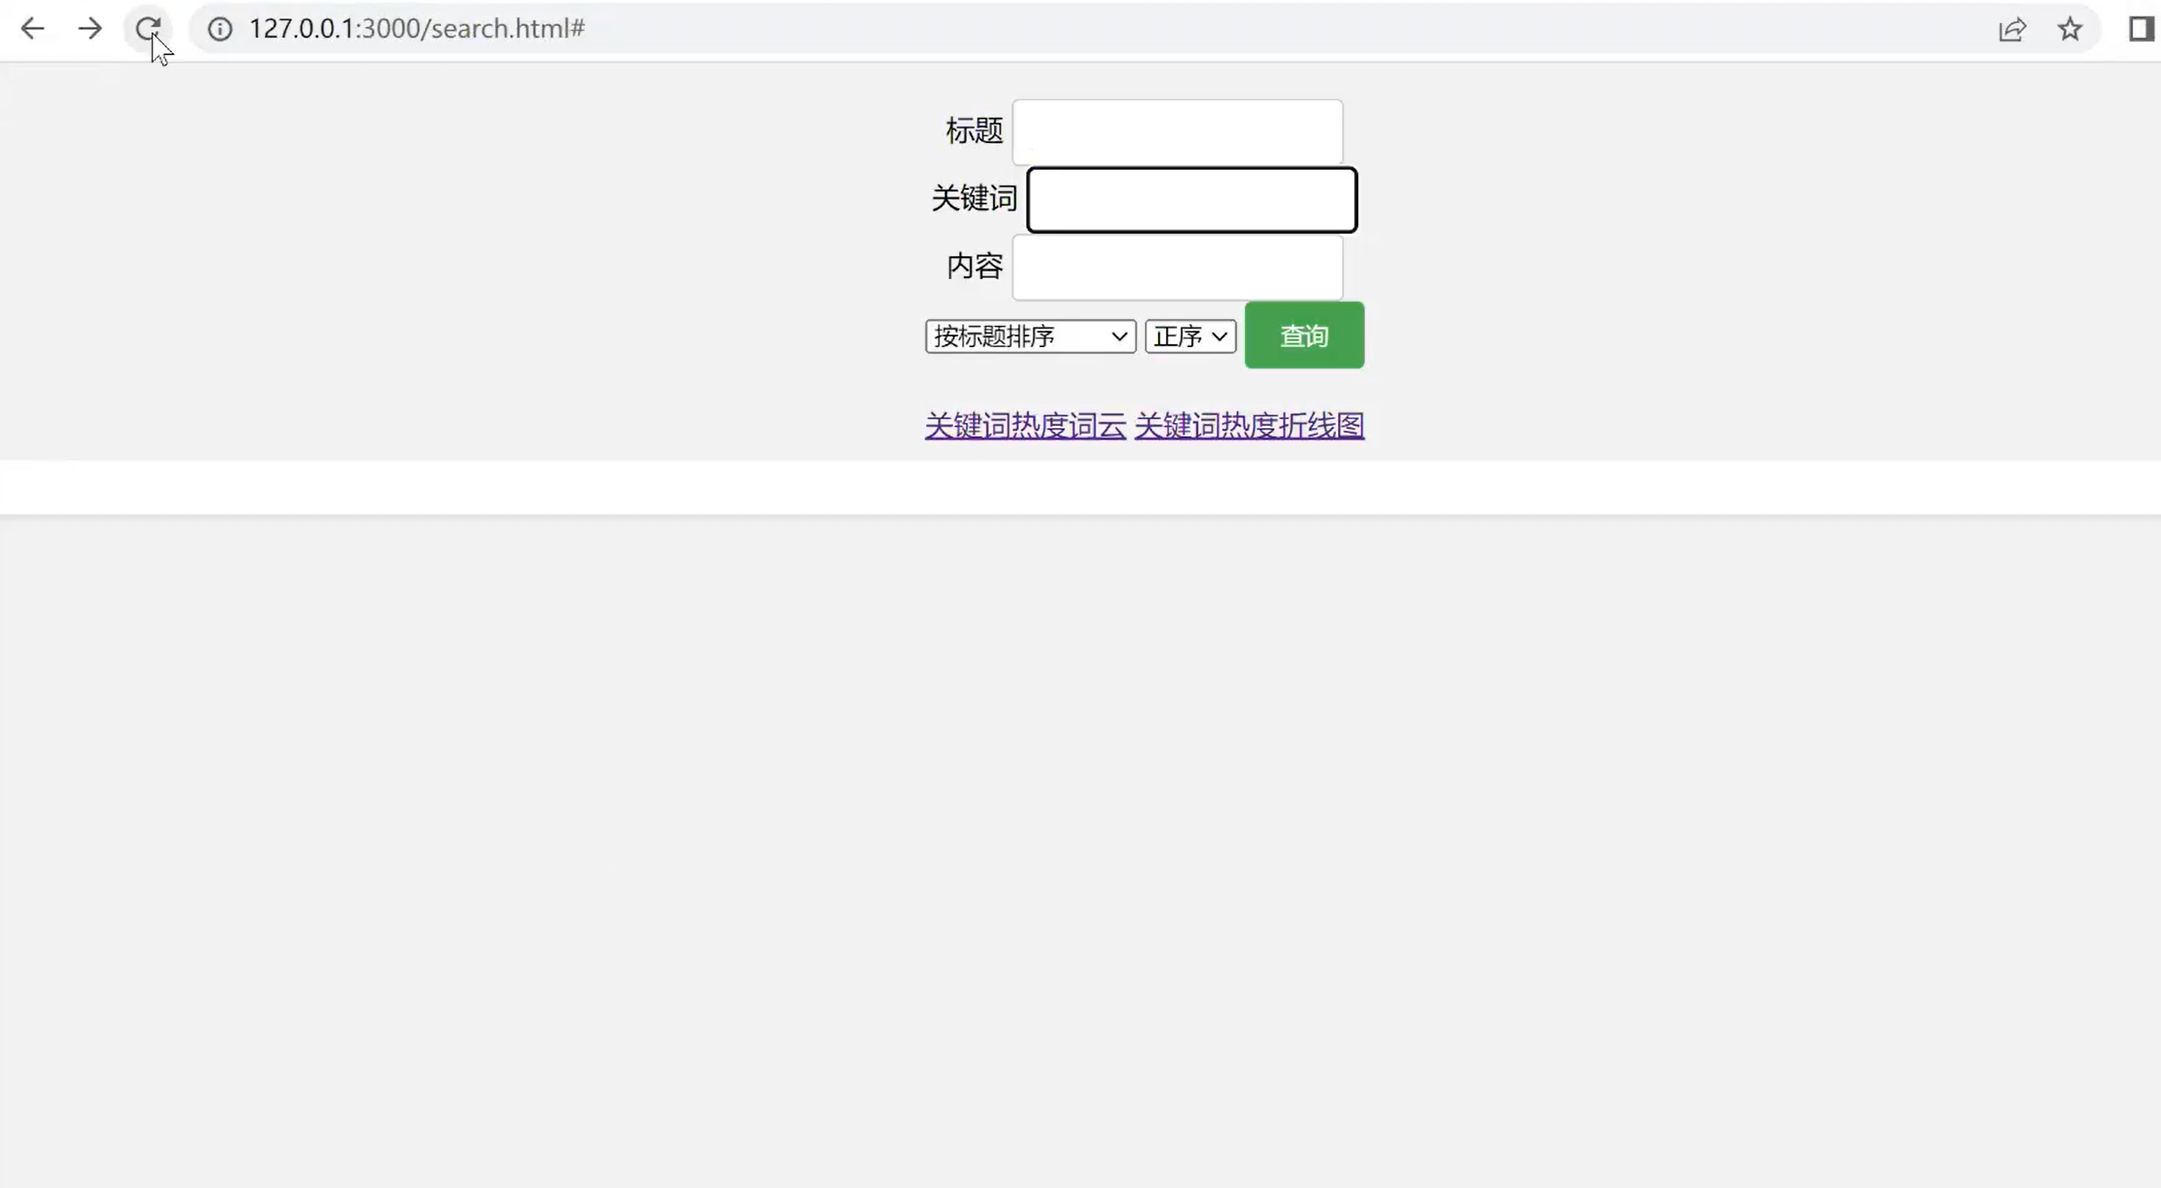 127.0.0.1:3000/search.html#
标题
关键词
内容
按标题排序 正序 查询
关键词热度词云 关键词热度折线图